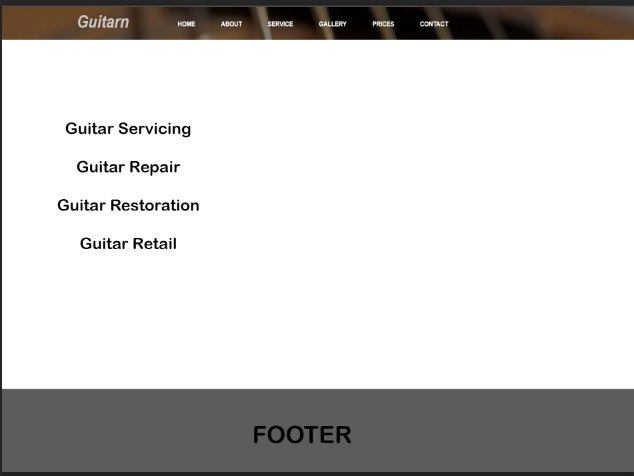 Guitarn HOME ABOUT SERVICE GALLERY PRICES CONTACT
Guitar Servicing
Guitar Repair
Guitar Restoration
Guitar Retail
FOOTER